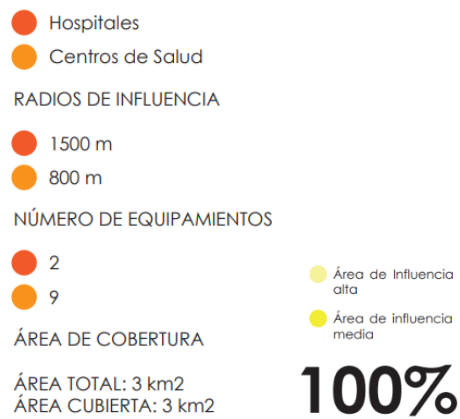 Hospitales
Centros de Salud
RADIOS DE INFLUENCIA
1500 m
800 m
NÚMERO DE EQUIPAMIENTOS
2
9
ÁREA DE COBERTURA
ÁREA TOTAL: 3 km2
ÁREA CUBIERTA: 3 km2
Área de Influencia
alta
Área de influencia
media
100%